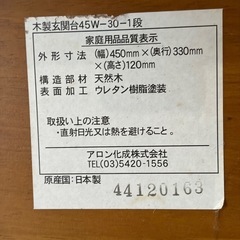 木製玄関台45W-30-1段
家庭用品品質表示
外形寸法 (幅)450mm×(奥行)330mm
×(高さ)120mm
構造部材 天然木
表面加工 ウレタン樹脂塗装
取扱い上の注意
・直射日光又は熱を避けること。
アロン化成株式会社
☎(03)5420-1556
原産国:日本製
44120163